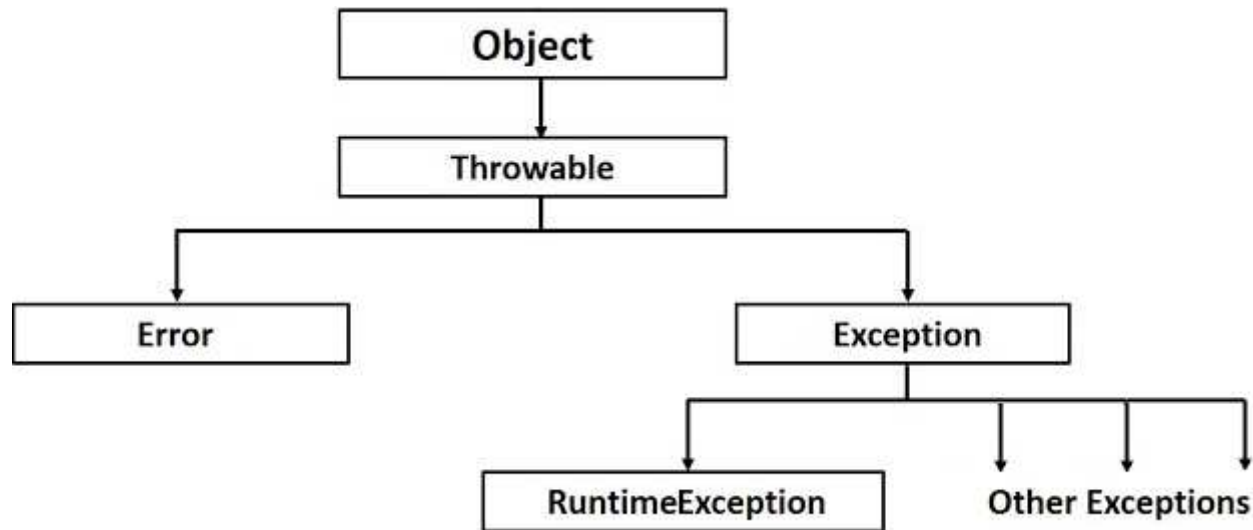 Object
Throwable
Error
Exception
RuntimeException
Other Exceptions